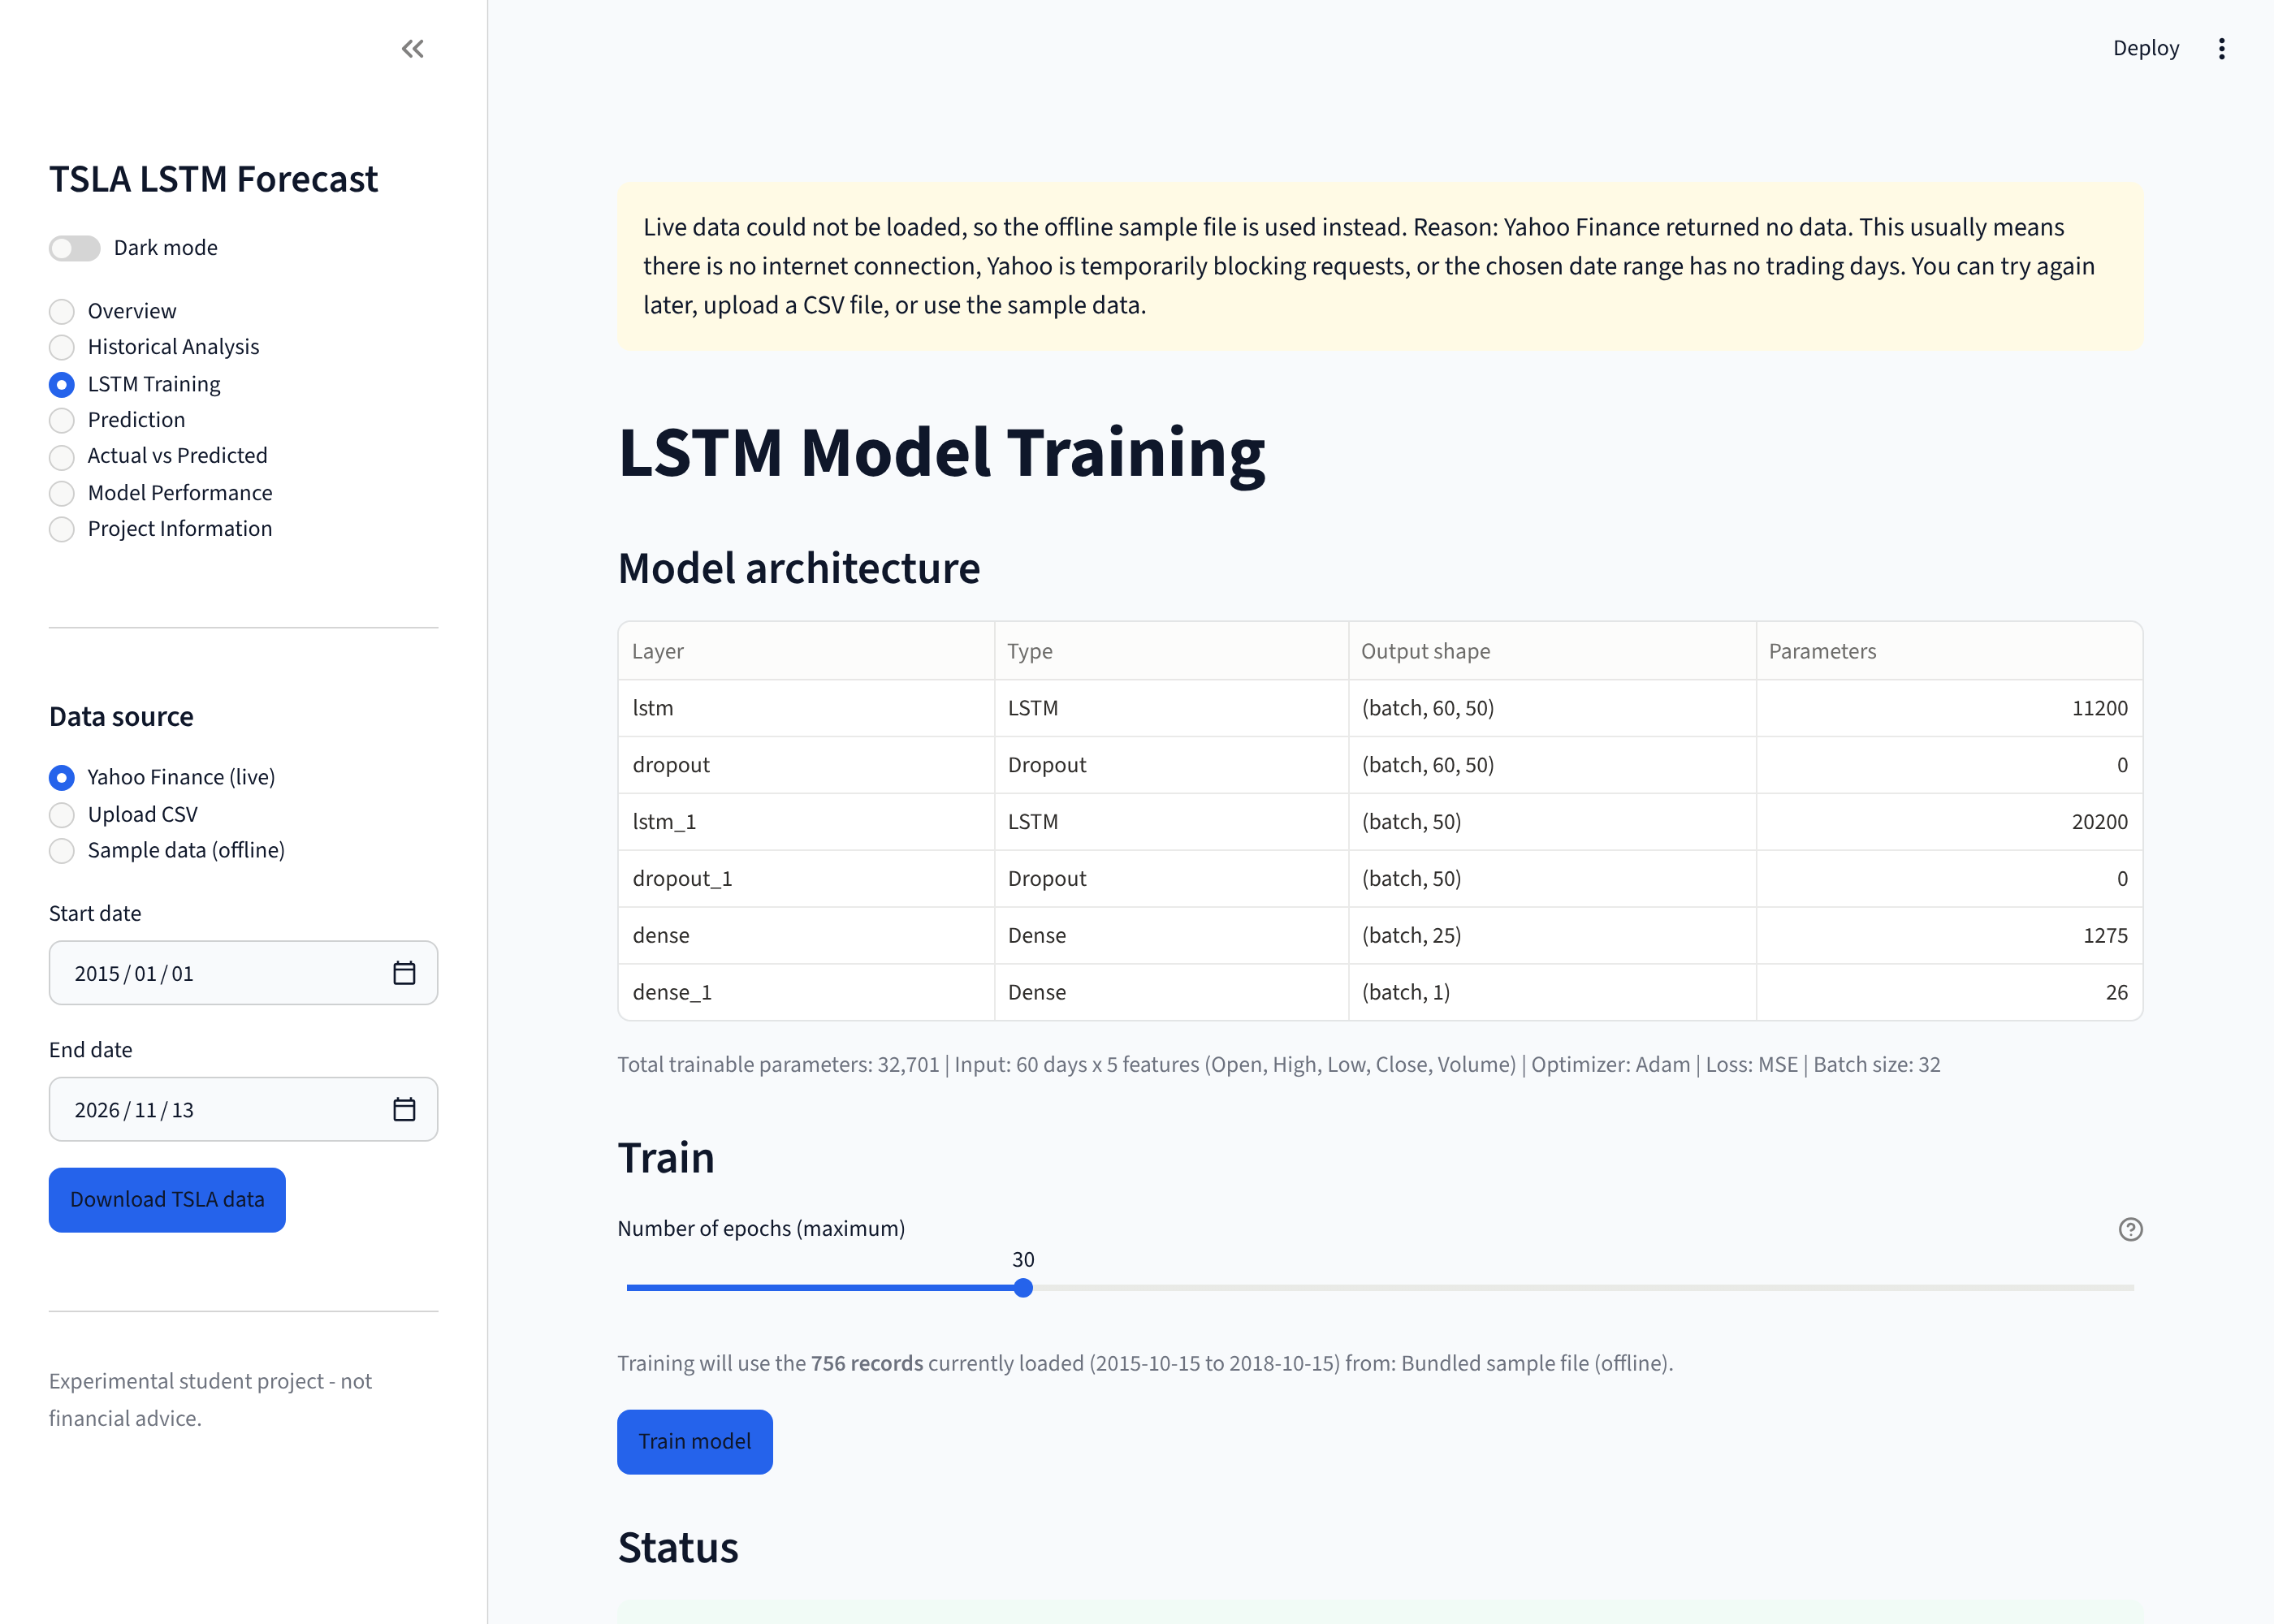 Deploy
TSLA LSTM Forecast
Dark mode
Overview
Historical Analysis
LSTM Training
Prediction
Actual vs Predicted
Model Performance
Project Information
Data source
Yahoo Finance (live)
Upload CSV
Sample data (offline)
Start date
2015/01/01
End date
2026/11/13
Download TSLA data
Experimental student project - not
financial advice.
Live data could not be loaded, so the offline sample file is used instead. Reason: Yahoo Finance returned no data. This usually means
there is no internet connection, Yahoo is temporarily blocking requests, or the chosen date range has no trading days. You can try again
later, upload a CSV file, or use the sample data.
LSTM Model Training
Model architecture
Layer Type Output shape Parameters
lstm LSTM (batch, 60, 50) 11200
dropout Dropout (batch, 60, 50) 0
lstm_1 LSTM (batch, 50) 20200
dropout_1 Dropout (batch, 50) 0
dense Dense (batch, 25) 1275
dense_1 Dense (batch, 1) 26
Total trainable parameters: 32,701 | Input: 60 days x 5 features (Open, High, Low, Close, Volume) | Optimizer: Adam | Loss: MSE | Batch size: 32
Train
Number of epochs (maximum)
30
Training will use the 756 records currently loaded (2015-10-15 to 2018-10-15) from: Bundled sample file (offline).
Train model
Status